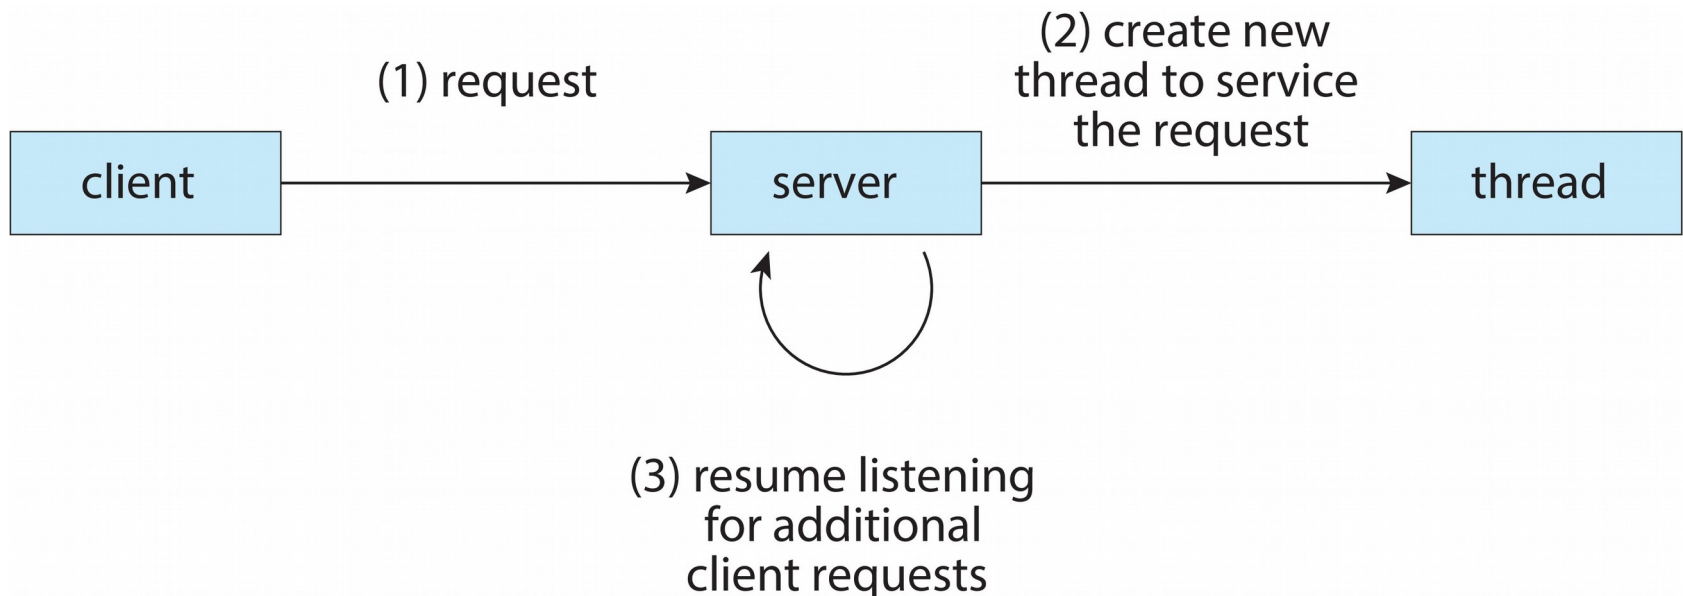 (1) request
(2) create new
thread to service
the request
client
server
thread
(3) resume listening
for additional
client requests